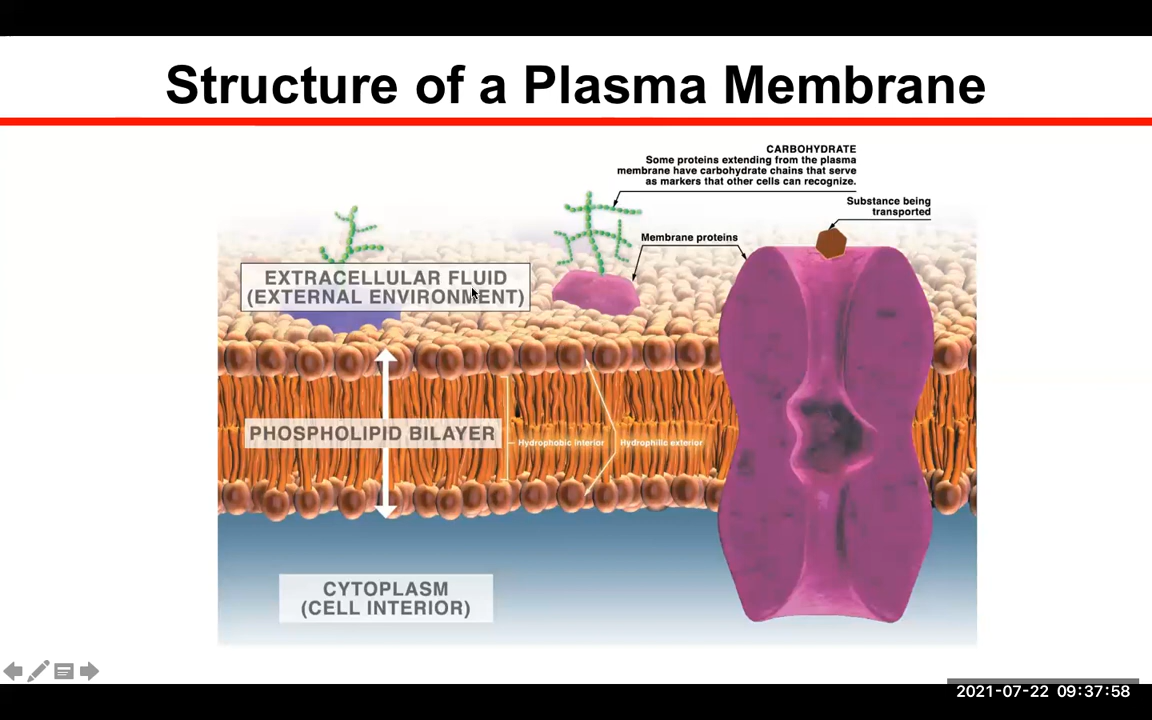 Structure of a Plasma Membrane
CARBOHYDRATE
Some proteins extending from the plasma
membrane have carbohydrate chains that serve
as markers that other cells can recognize.
Substance being
transported
Membrane proteins
EXTRACELLULAR FLUID
(EXTERNAL ENVIRONMENT)
PHOSPHOLIPID BILAYER
Hydrophobic interior
Hydrophilic exterior
CYTOPLASM
(CELL INTERIOR)
2021-07-22 09:37:58